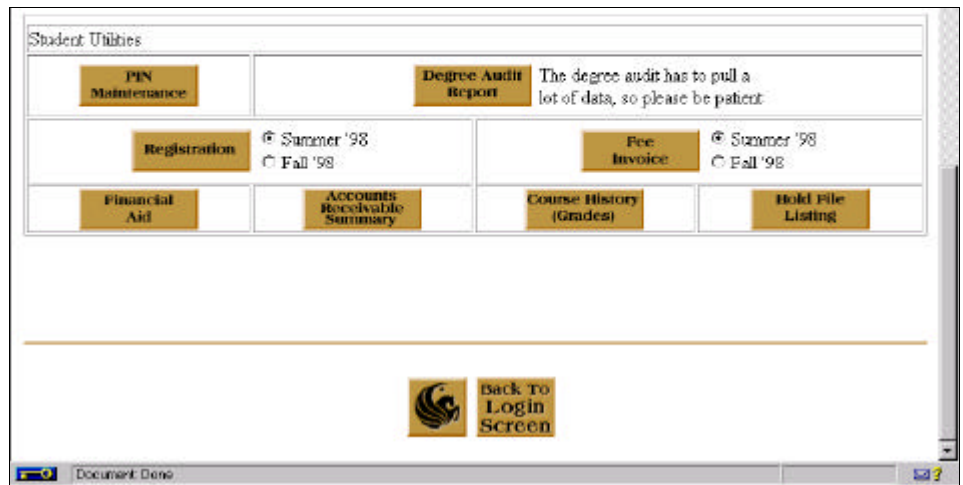 Student Utilities
PIN
Maintenance
Degree Audit
Report
The degree audit has to pull a
lot of data, so please be patient
Registration
Summer '98
Fall '98
Fee
Invoice
Summer '98
Fall '98
Financial
Aid
Accounts
Receivable
Summary
Course History
(Grades)
Hold File
Listing
Back To
Login
Screen
Document: Done